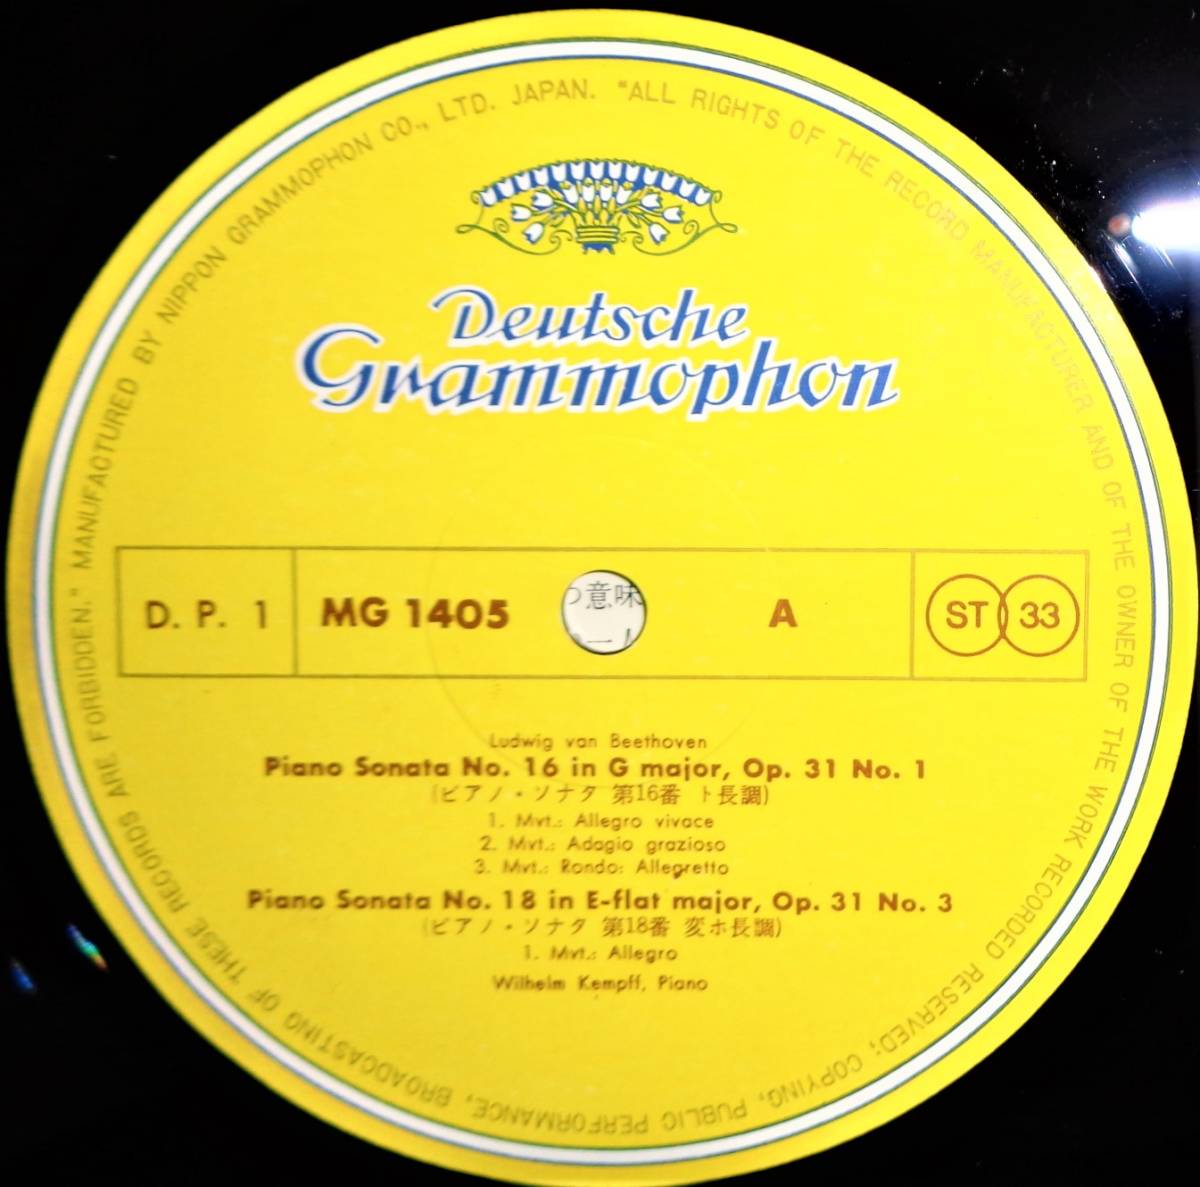 MANUFACTURED BY NIPPON GRAMMOPHON CO., LTD. JAPAN. "ALL RIGHTS OF THE RECORD MANUFACTURER AND OF THE OWNER OF THE WORK RECORDED RESERVED; COPYING, PUBLIC PERFORMANCE, BROADCASTING OF THESE RECORDS ARE FORBIDDEN."
Deutsche
Grammophon
D. P. 1 MG 1405 A ST 33
の意味
Ludwig van Beethoven
Piano Sonata No. 16 in G major, Op. 31 No. 1
(ピアノ・ソナタ 第16番 ト長調)
1. Mvt.: Allegro vivace
2. Mvt.: Adagio grazioso
3. Mvt.: Rondo: Allegretto
Piano Sonata No. 18 in E-flat major, Op. 31 No. 3
(ピアノ・ソナタ 第18番 変ホ長調)
1. Mvt.: Allegro
Wilhelm Kempff, Piano